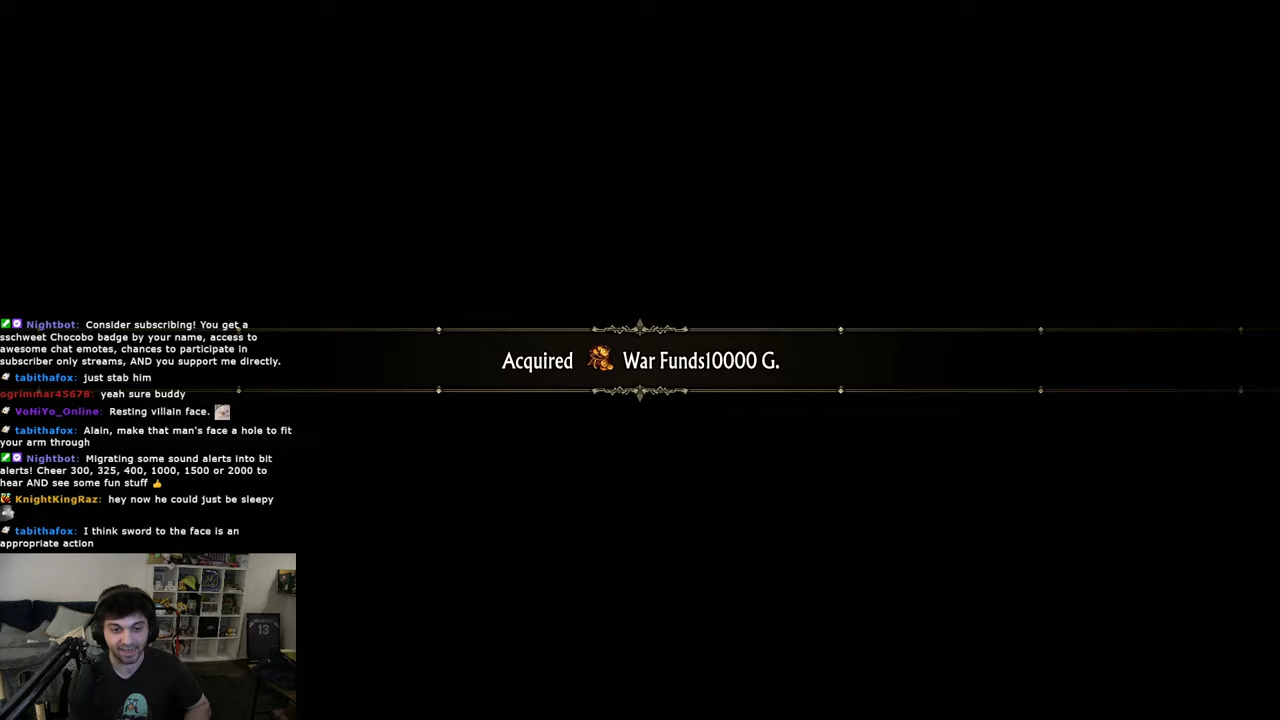 Nightbot: Consider subscribing! You get a
sschweet Chocobo badge by your name, access to
awesome chat emotes, chances to participate in
subscriber only streams, AND you support me directly.
tabithafox: just stab him
ogrimmar45678: yeah sure buddy
VoHiYo_Online: Resting villain face.
tabithafox: Alain, make that man's face a hole to fit
your arm through
Nightbot: Migrating some sound alerts into bit
alerts! Cheer 300, 325, 400, 1000, 1500 or 2000 to
hear AND see some fun stuff 👍
KnightKingRaz: hey now he could just be sleepy
tabithafox: I think sword to the face is an
appropriate action
Acquired War Funds10000 G.
13